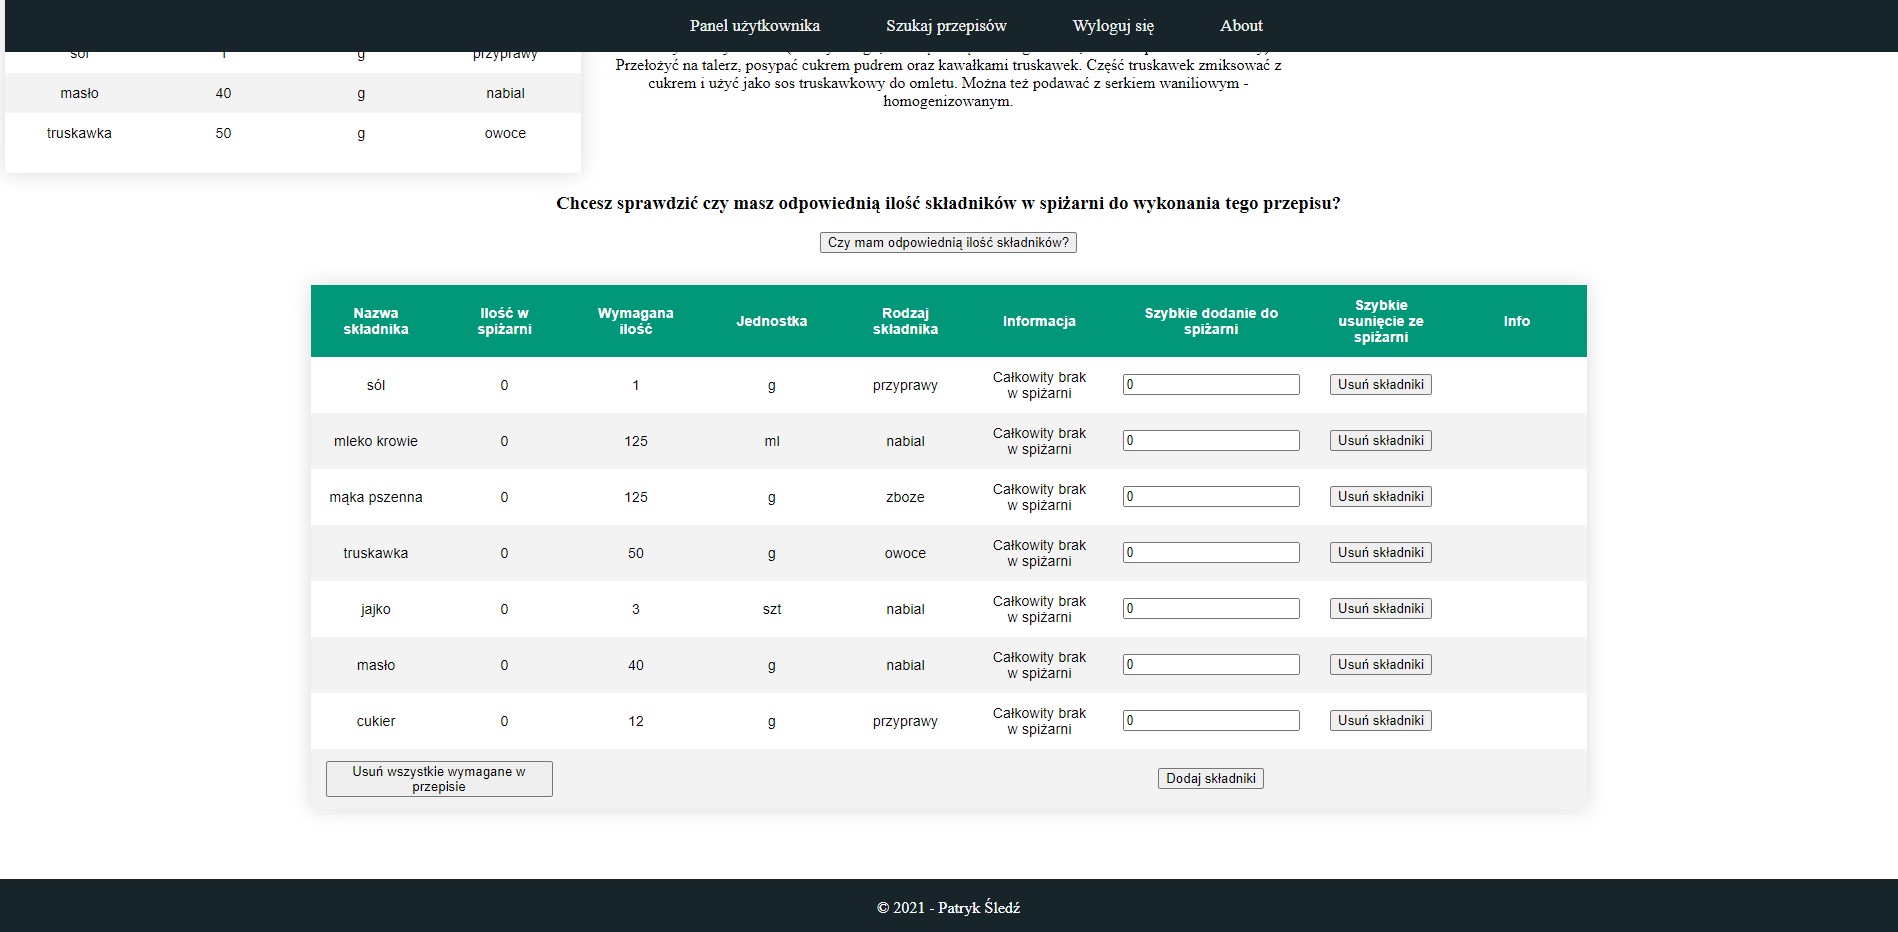 Panel użytkownika Szukaj przepisów Wyloguj się About
sól 1 g przyprawy
masło 40 g nabial
truskawka 50 g owoce
Przełożyć na talerz, posypać cukrem pudrem oraz kawałkami truskawek. Część truskawek zmiksować z
cukrem i użyć jako sos truskawkowy do omletu. Można też podawać z serkiem waniliowym -
homogenizowanym.
Chcesz sprawdzić czy masz odpowiednią ilość składników w spiżarni do wykonania tego przepisu?
Czy mam odpowiednią ilość składników?
Nazwa składnika Ilość w spiżarni Wymagana ilość Jednostka Rodzaj składnika Informacja Szybkie dodanie do spiżarni Szybkie usunięcie ze spiżarni Info
sól 0 1 g przyprawy Całkowity brak w spiżarni 0 Usuń składniki
mleko krowie 0 125 ml nabial Całkowity brak w spiżarni 0 Usuń składniki
mąka pszenna 0 125 g zboze Całkowity brak w spiżarni 0 Usuń składniki
truskawka 0 50 g owoce Całkowity brak w spiżarni 0 Usuń składniki
jajko 0 3 szt nabial Całkowity brak w spiżarni 0 Usuń składniki
masło 0 40 g nabial Całkowity brak w spiżarni 0 Usuń składniki
cukier 0 12 g przyprawy Całkowity brak w spiżarni 0 Usuń składniki
Usuń wszystkie wymagane w przepisie Dodaj składniki
© 2021 - Patryk Śledź